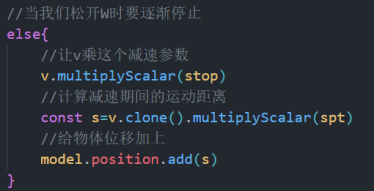 //当我们松开W时要逐渐停止
else{
//让v乘这个减速参数
v.multiplyScalar(stop)
//计算减速期间的运动距离
const s=v.clone().multiplyScalar(spt)
//给物体位移加上
model.position.add(s)
}